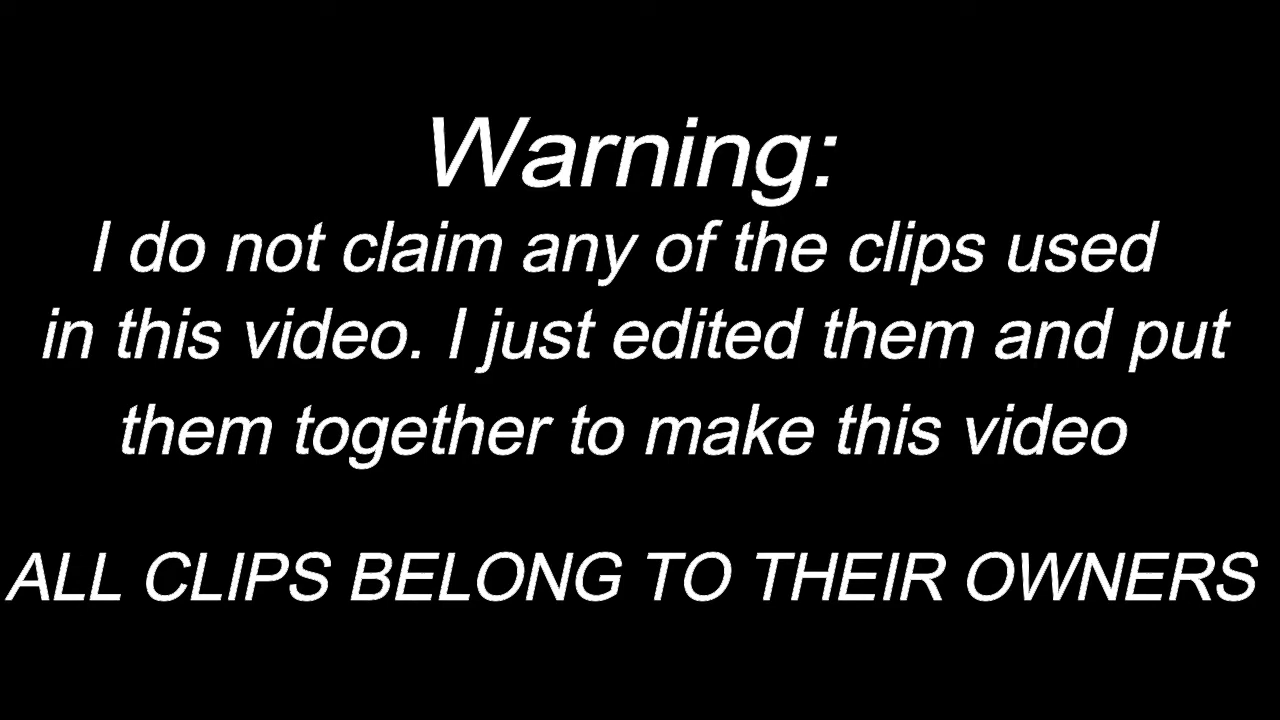 Warning:
I do not claim any of the clips used
in this video. I just edited them and put
them together to make this video
ALL CLIPS BELONG TO THEIR OWNERS